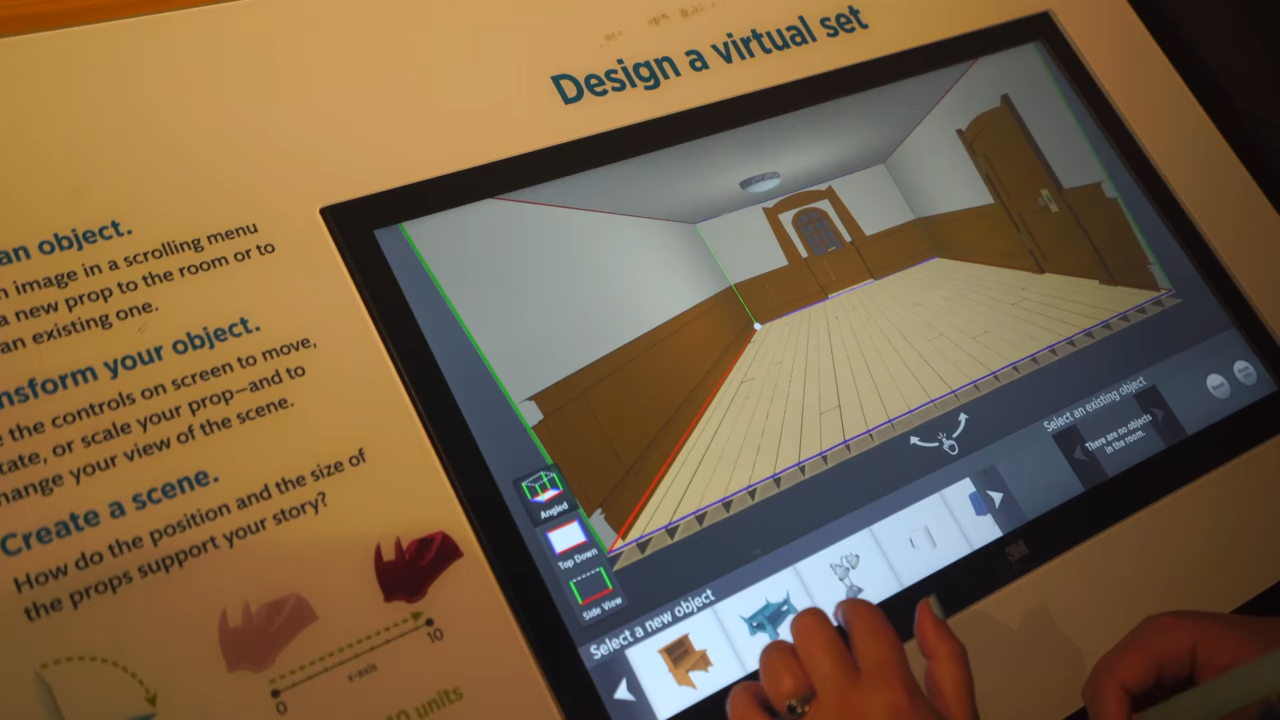 Design a virtual set
an object.
image in a scrolling menu
a new prop to the room or to
an existing one.
nsform your object.
the controls on screen to move,
tate, or scale your prop—and to
hange your view of the scene.
Create a scene.
How do the position and the size of
the props support your story?
0
x-axis
10
10 units
Angled
Top Down
Side View
Select a new object
Select an existing object
There are no objects
in the room.
3M